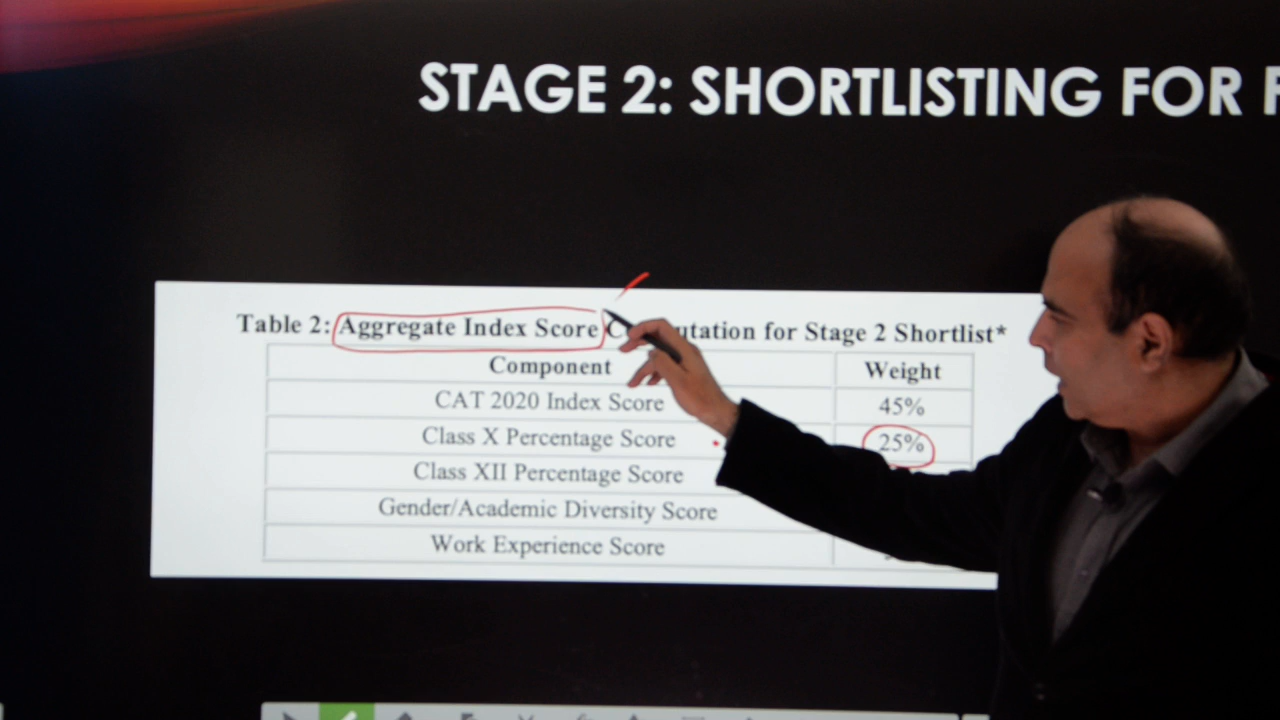 STAGE 2: SHORTLISTING FOR
Table 2: Aggregate Index Score for Stage 2 Shortlist*
Component Weight
CAT 2020 Index Score 45%
Class X Percentage Score 25%
Class XII Percentage Score
Gender/Academic Diversity Score
Work Experience Score